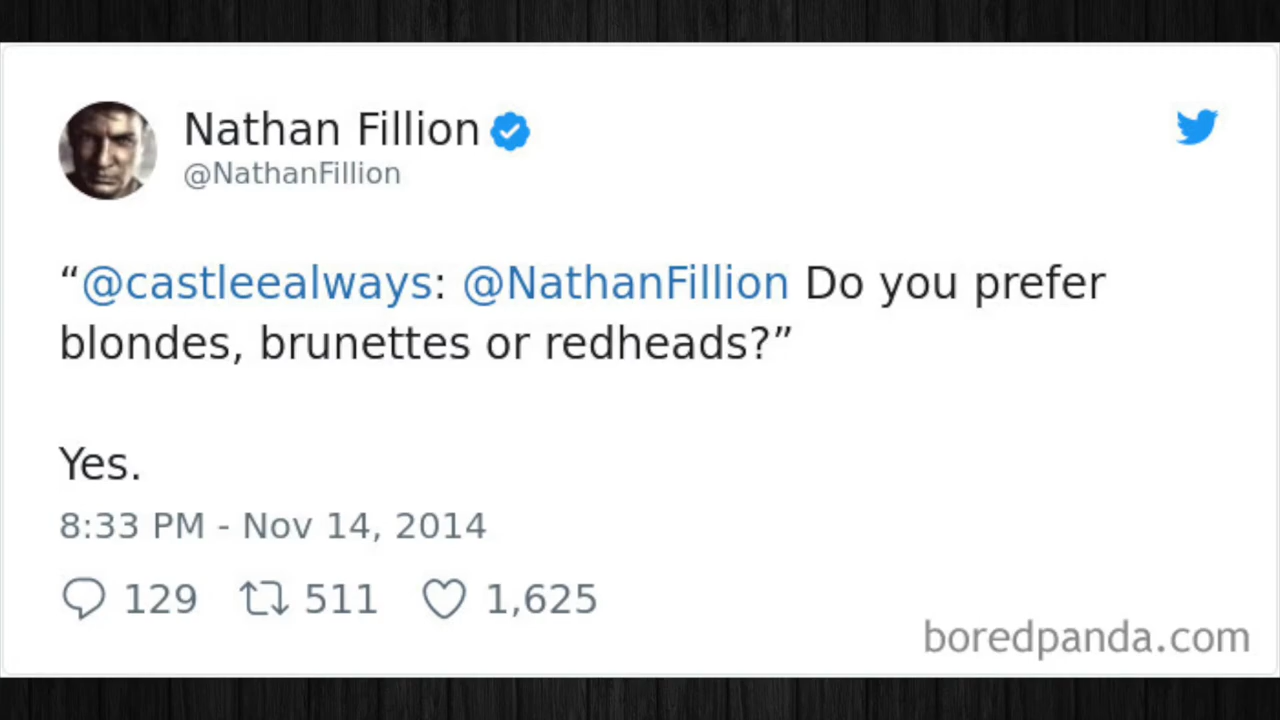 Nathan Fillion
@NathanFillion
“@castleealways: @NathanFillion Do you prefer
blondes, brunettes or redheads?”
Yes.
8:33 PM - Nov 14, 2014
129 511 1,625
boredpanda.com